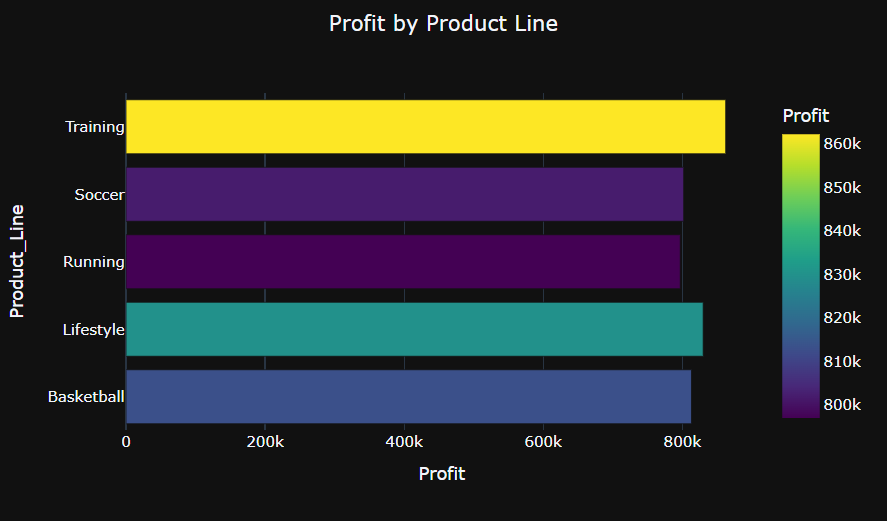 Profit by Product Line
Product_Line
Training
Soccer
Running
Lifestyle
Basketball
0
200k
400k
600k
800k
Profit
Profit
860k
850k
840k
830k
820k
810k
800k